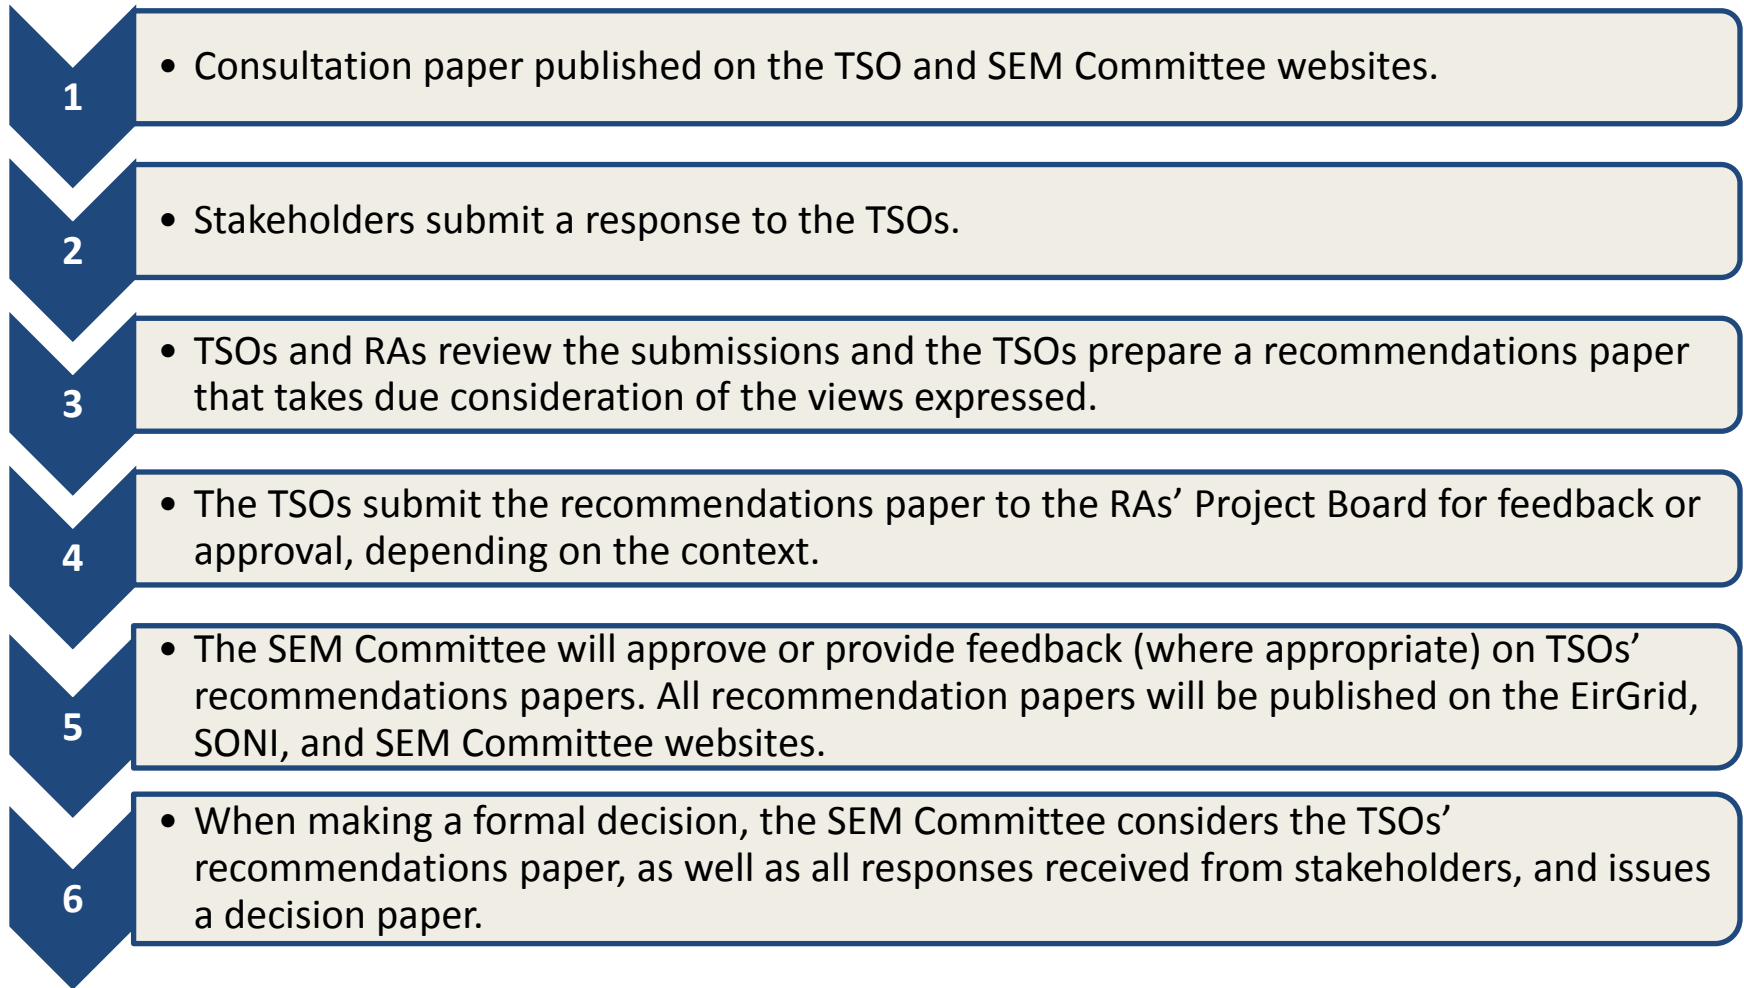 1
• Consultation paper published on the TSO and SEM Committee websites.
2
• Stakeholders submit a response to the TSOs.
3
• TSOs and RAs review the submissions and the TSOs prepare a recommendations paper
that takes due consideration of the views expressed.
4
• The TSOs submit the recommendations paper to the RAs’ Project Board for feedback or
approval, depending on the context.
5
• The SEM Committee will approve or provide feedback (where appropriate) on TSOs’
recommendations papers. All recommendation papers will be published on the EirGrid,
SONI, and SEM Committee websites.
6
• When making a formal decision, the SEM Committee considers the TSOs’
recommendations paper, as well as all responses received from stakeholders, and issues
a decision paper.